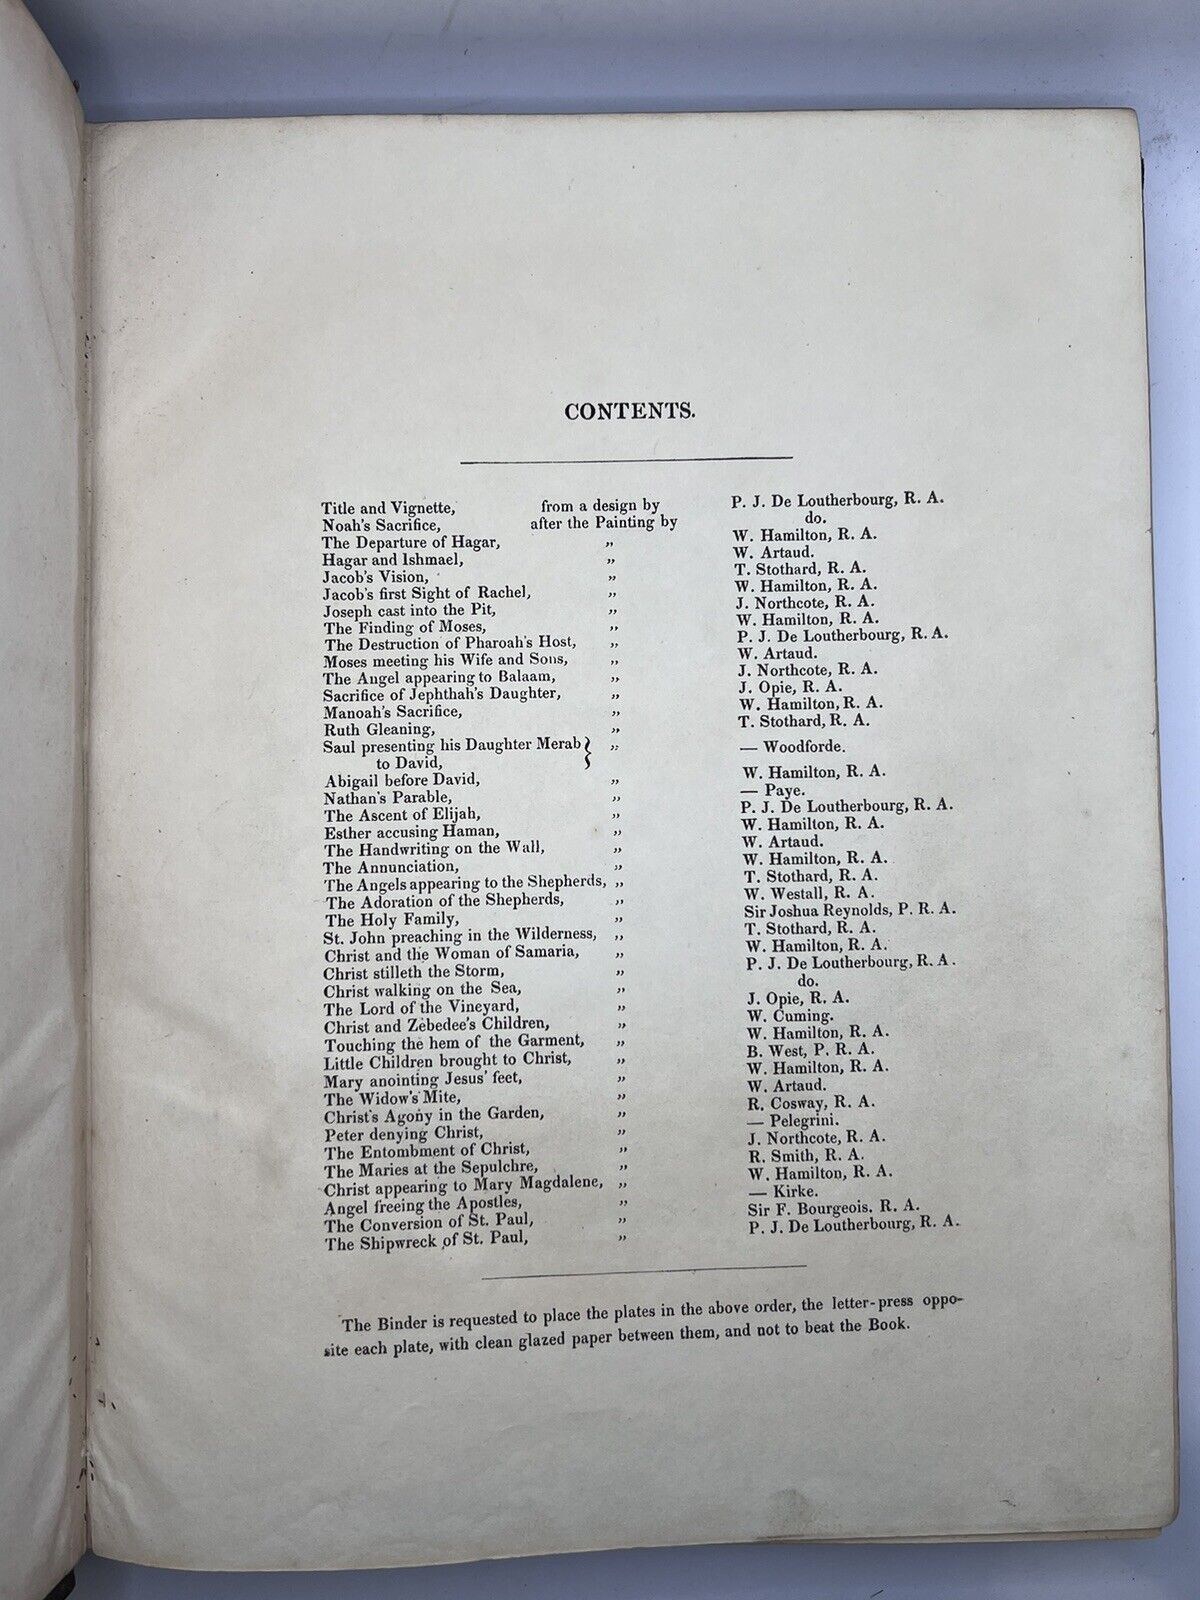 CONTENTS.
Title and Vignette, from a design by P. J. De Loutherbourg, R. A.
Noah's Sacrifice, after the Painting by do.
The Departure of Hagar, „ W. Hamilton, R. A.
Hagar and Ishmael, „ W. Artaud.
Jacob's Vision, „ T. Stothard, R. A.
Jacob's first Sight of Rachel, „ W. Hamilton, R. A.
Joseph cast into the Pit, „ J. Northcote, R. A.
The Finding of Moses, „ W. Hamilton, R. A.
The Destruction of Pharoah's Host, „ P. J. De Loutherbourg, R. A.
Moses meeting his Wife and Sons, „ W. Artaud.
The Angel appearing to Balaam, „ J. Northcote, R. A.
Sacrifice of Jephthah's Daughter, „ J. Opie, R. A.
Manoah's Sacrifice, „ W. Hamilton, R. A.
Ruth Gleaning, „ T. Stothard, R. A.
Saul presenting his Daughter Merab } „ — Woodforde.
to David,
Abigail before David, „ W. Hamilton, R. A.
Nathan's Parable, „ — Paye.
The Ascent of Elijah, „ P. J. De Loutherbourg, R. A.
Esther accusing Haman, „ W. Hamilton, R. A.
The Handwriting on the Wall, „ W. Artaud.
The Annunciation, „ W. Hamilton, R. A.
The Angels appearing to the Shepherds, „ T. Stothard, R. A.
The Adoration of the Shepherds, „ W. Westall, R. A.
The Holy Family, „ Sir Joshua Reynolds, P. R. A.
St. John preaching in the Wilderness, „ T. Stothard, R. A.
Christ and the Woman of Samaria, „ W. Hamilton, R. A.
Christ stilleth the Storm, „ P. J. De Loutherbourg, R. A.
Christ walking on the Sea, „ do.
The Lord of the Vineyard, „ J. Opie, R. A.
Christ and Zebedee's Children, „ W. Cuming.
Touching the hem of the Garment, „ W. Hamilton, R. A.
Little Children brought to Christ, „ B. West, P. R. A.
Mary anointing Jesus' feet, „ W. Hamilton, R. A.
The Widow's Mite, „ W. Artaud.
Christ's Agony in the Garden, „ R. Cosway, R. A.
Peter denying Christ, „ — Pelegrini.
The Entombment of Christ, „ J. Northcote, R. A.
The Maries at the Sepulchre, „ R. Smith, R. A.
Christ appearing to Mary Magdalene, „ W. Hamilton, R. A.
Angel freeing the Apostles, „ — Kirke.
The Conversion of St. Paul, „ Sir F. Bourgeois. R. A.
The Shipwreck of St. Paul, „ P. J. De Loutherbourg, R. A.
The Binder is requested to place the plates in the above order, the letter-press oppo-
site each plate, with clean glazed paper between them, and not to beat the Book.